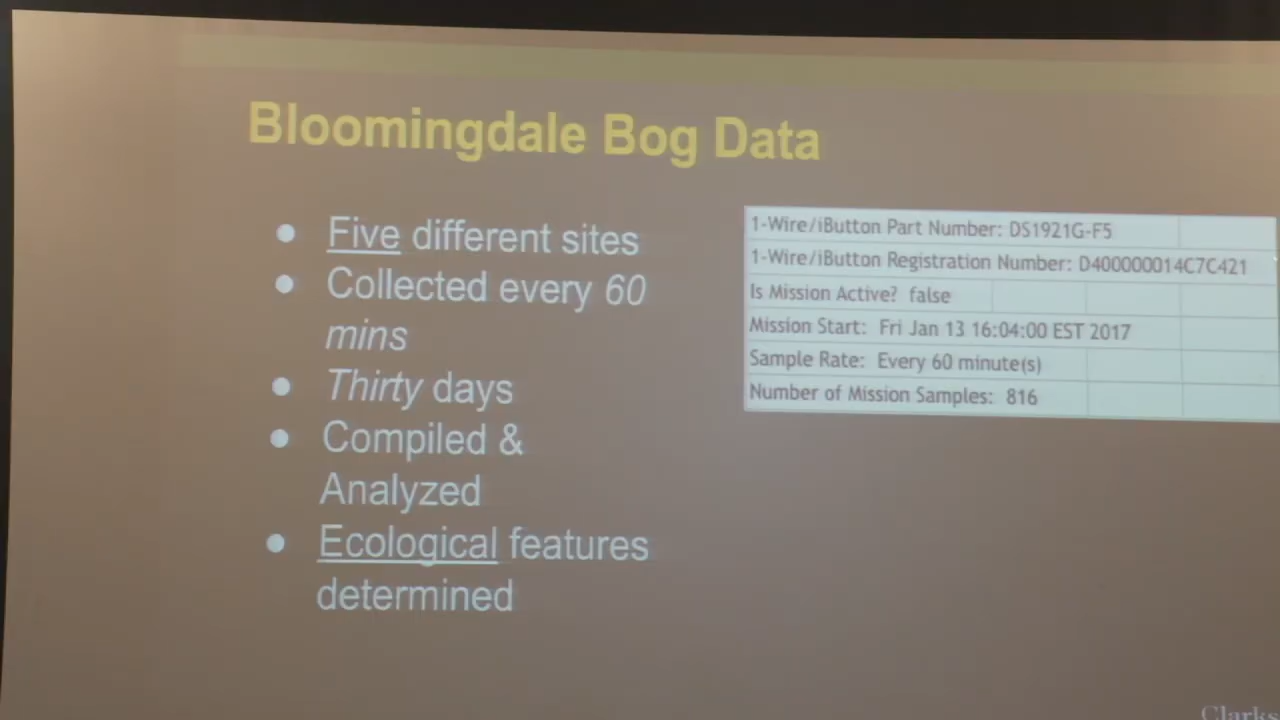 Bloomingdale Bog Data
● Five different sites
● Collected every 60
mins
● Thirty days
● Compiled &
Analyzed
● Ecological features
determined
1-Wire/iButton Part Number: DS1921G-F5
1-Wire/iButton Registration Number: D400000014C7C421
Is Mission Active? false
Mission Start: Fri Jan 13 16:04:00 EST 2017
Sample Rate: Every 60 minute(s)
Number of Mission Samples: 816
Clarks